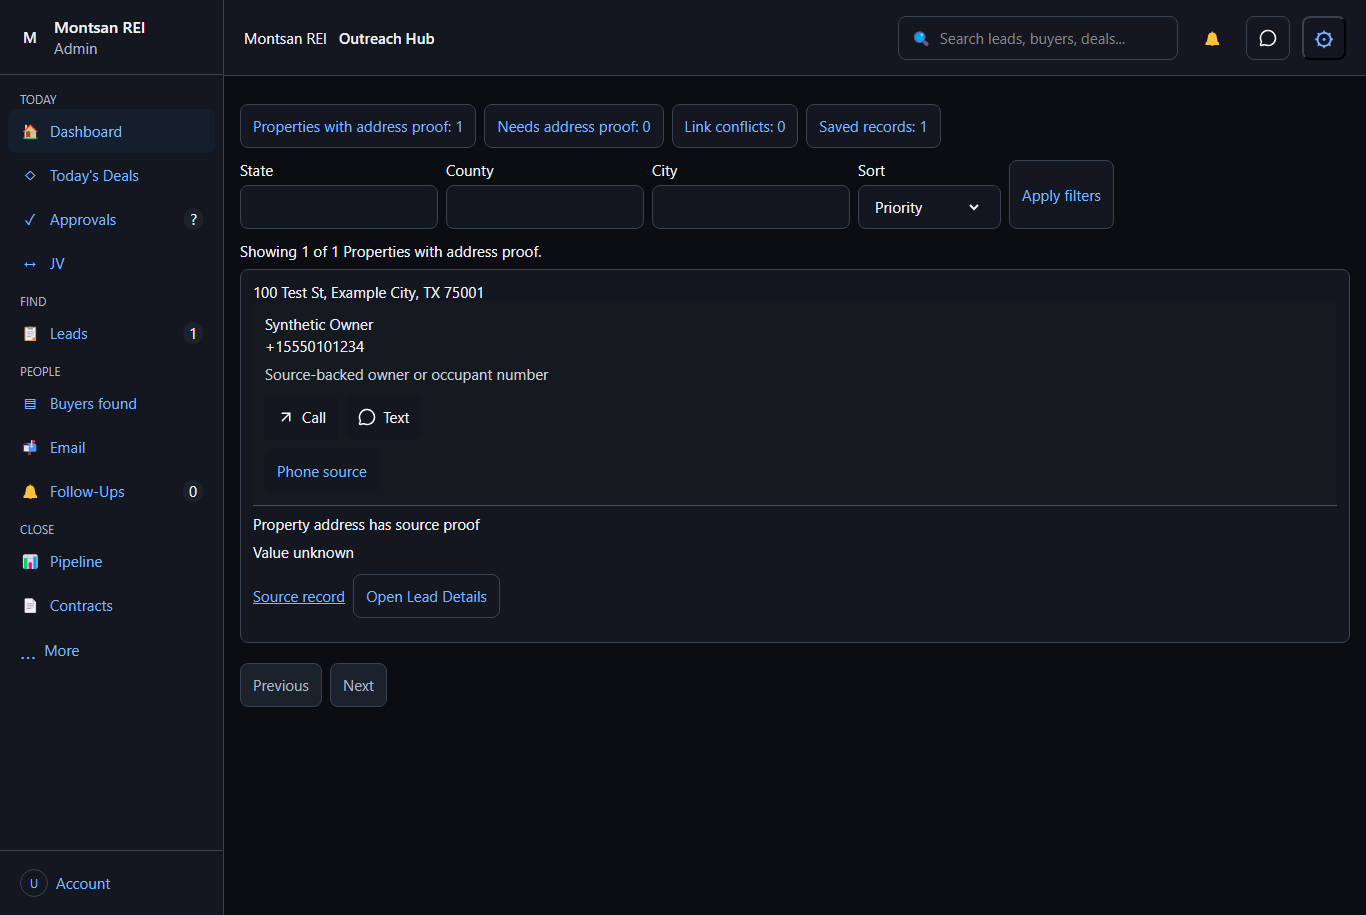 M
Montsan REI
Admin
TODAY
Dashboard
Today's Deals
Approvals ?
JV
FIND
Leads 1
PEOPLE
Buyers found
Email
Follow-Ups 0
CLOSE
Pipeline
Contracts
... More
U Account
Montsan REI Outreach Hub
Search leads, buyers, deals...
Properties with address proof: 1
Needs address proof: 0
Link conflicts: 0
Saved records: 1
State
County
City
Sort
Priority
Apply filters
Showing 1 of 1 Properties with address proof.
100 Test St, Example City, TX 75001
Synthetic Owner
+15550101234
Source-backed owner or occupant number
Call
Text
Phone source
Property address has source proof
Value unknown
Source record
Open Lead Details
Previous
Next